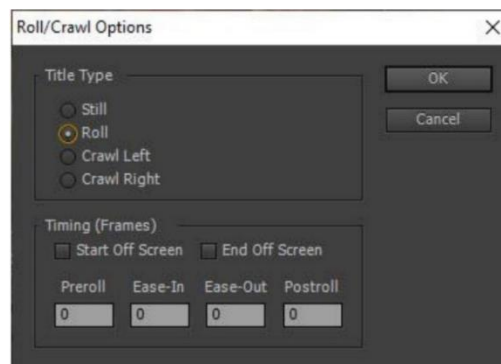 Roll/Crawl Options
Title Type
OK
Still
Cancel
Roll
Crawl Left
Crawl Right
Timing (Frames)
Start Off Screen End Off Screen
Preroll Ease-In Ease-Out Postroll
0 0 0 0